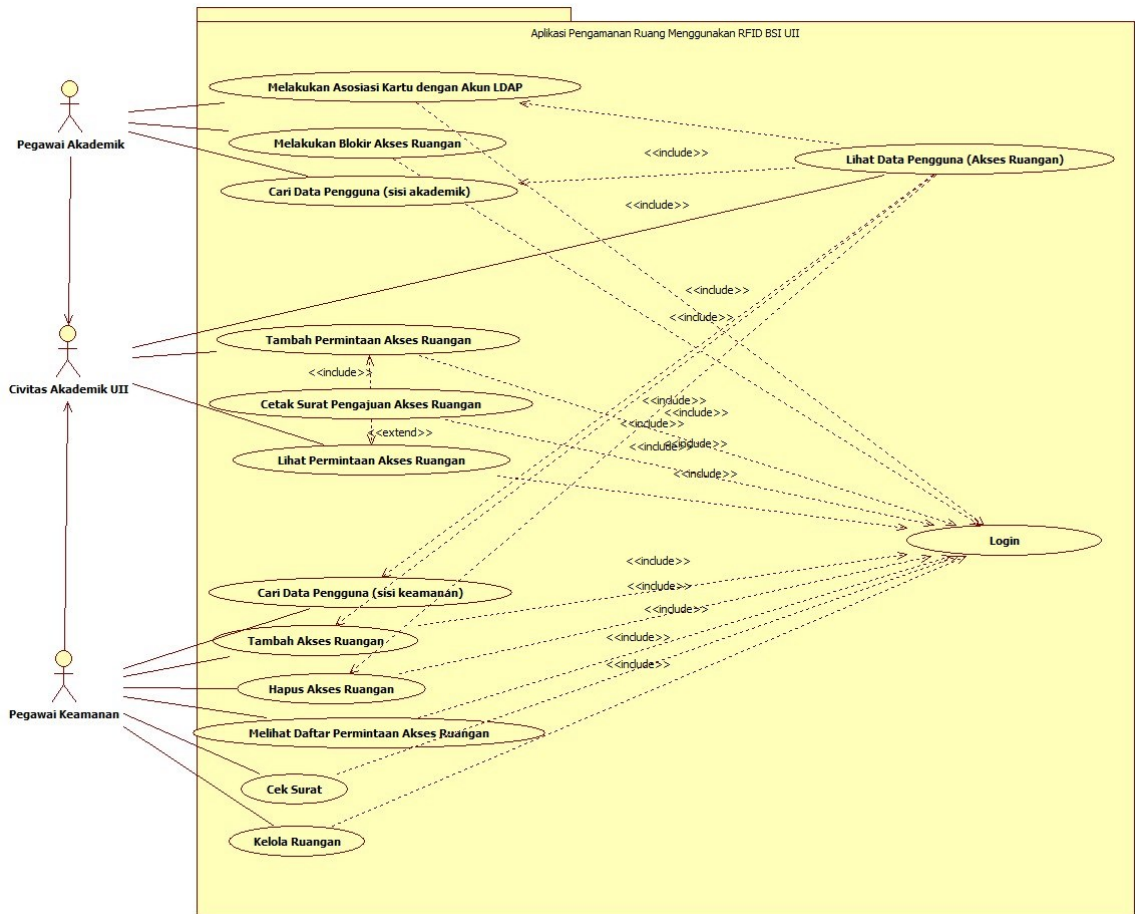 Aplikasi Pengamanan Ruang Menggunakan RFID BSI UII
Melakukan Asosiasi Kartu dengan Akun LDAP
Pegawai Akademik
Melakukan Blokir Akses Ruangan
<<include>>
Lihat Data Pengguna (Akses Ruangan)
Cari Data Pengguna (sisi akademik)
<<include>>
<<include>>
<<include>>
Tambah Permintaan Akses Ruangan
Civitas Akademik UII
<<include>>
Cetak Surat Pengajuan Akses Ruangan
<<include>>
<<include>>
<<include>>
<<extend>>
<<include>>
<<include>>
Lihat Permintaan Akses Ruangan
<<include>>
Login
<<include>>
Cari Data Pengguna (sisi keamanan)
<<include>>
<<include>>
Tambah Akses Ruangan
<<include>>
<<include>>
Hapus Akses Ruangan
Pegawai Keamanan
Melihat Daftar Permintaan Akses Ruangan
Cek Surat
Kelola Ruangan